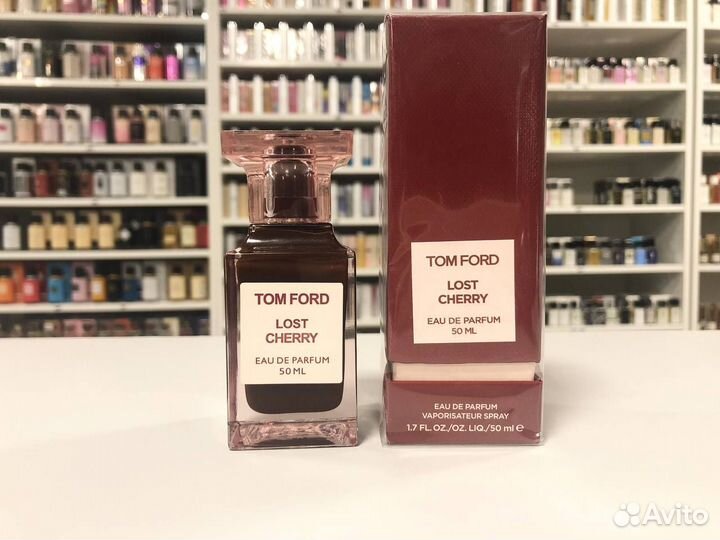 TOM FORD
LOST
CHERRY
EAU DE PARFUM
50 ML
TOM FORD
LOST
CHERRY
EAU DE PARFUM
50 ML
EAU DE PARFUM
VAPORISATEUR SPRAY
1.7 FL. OZ./OZ. LIQ./50 ml ℮
Avito